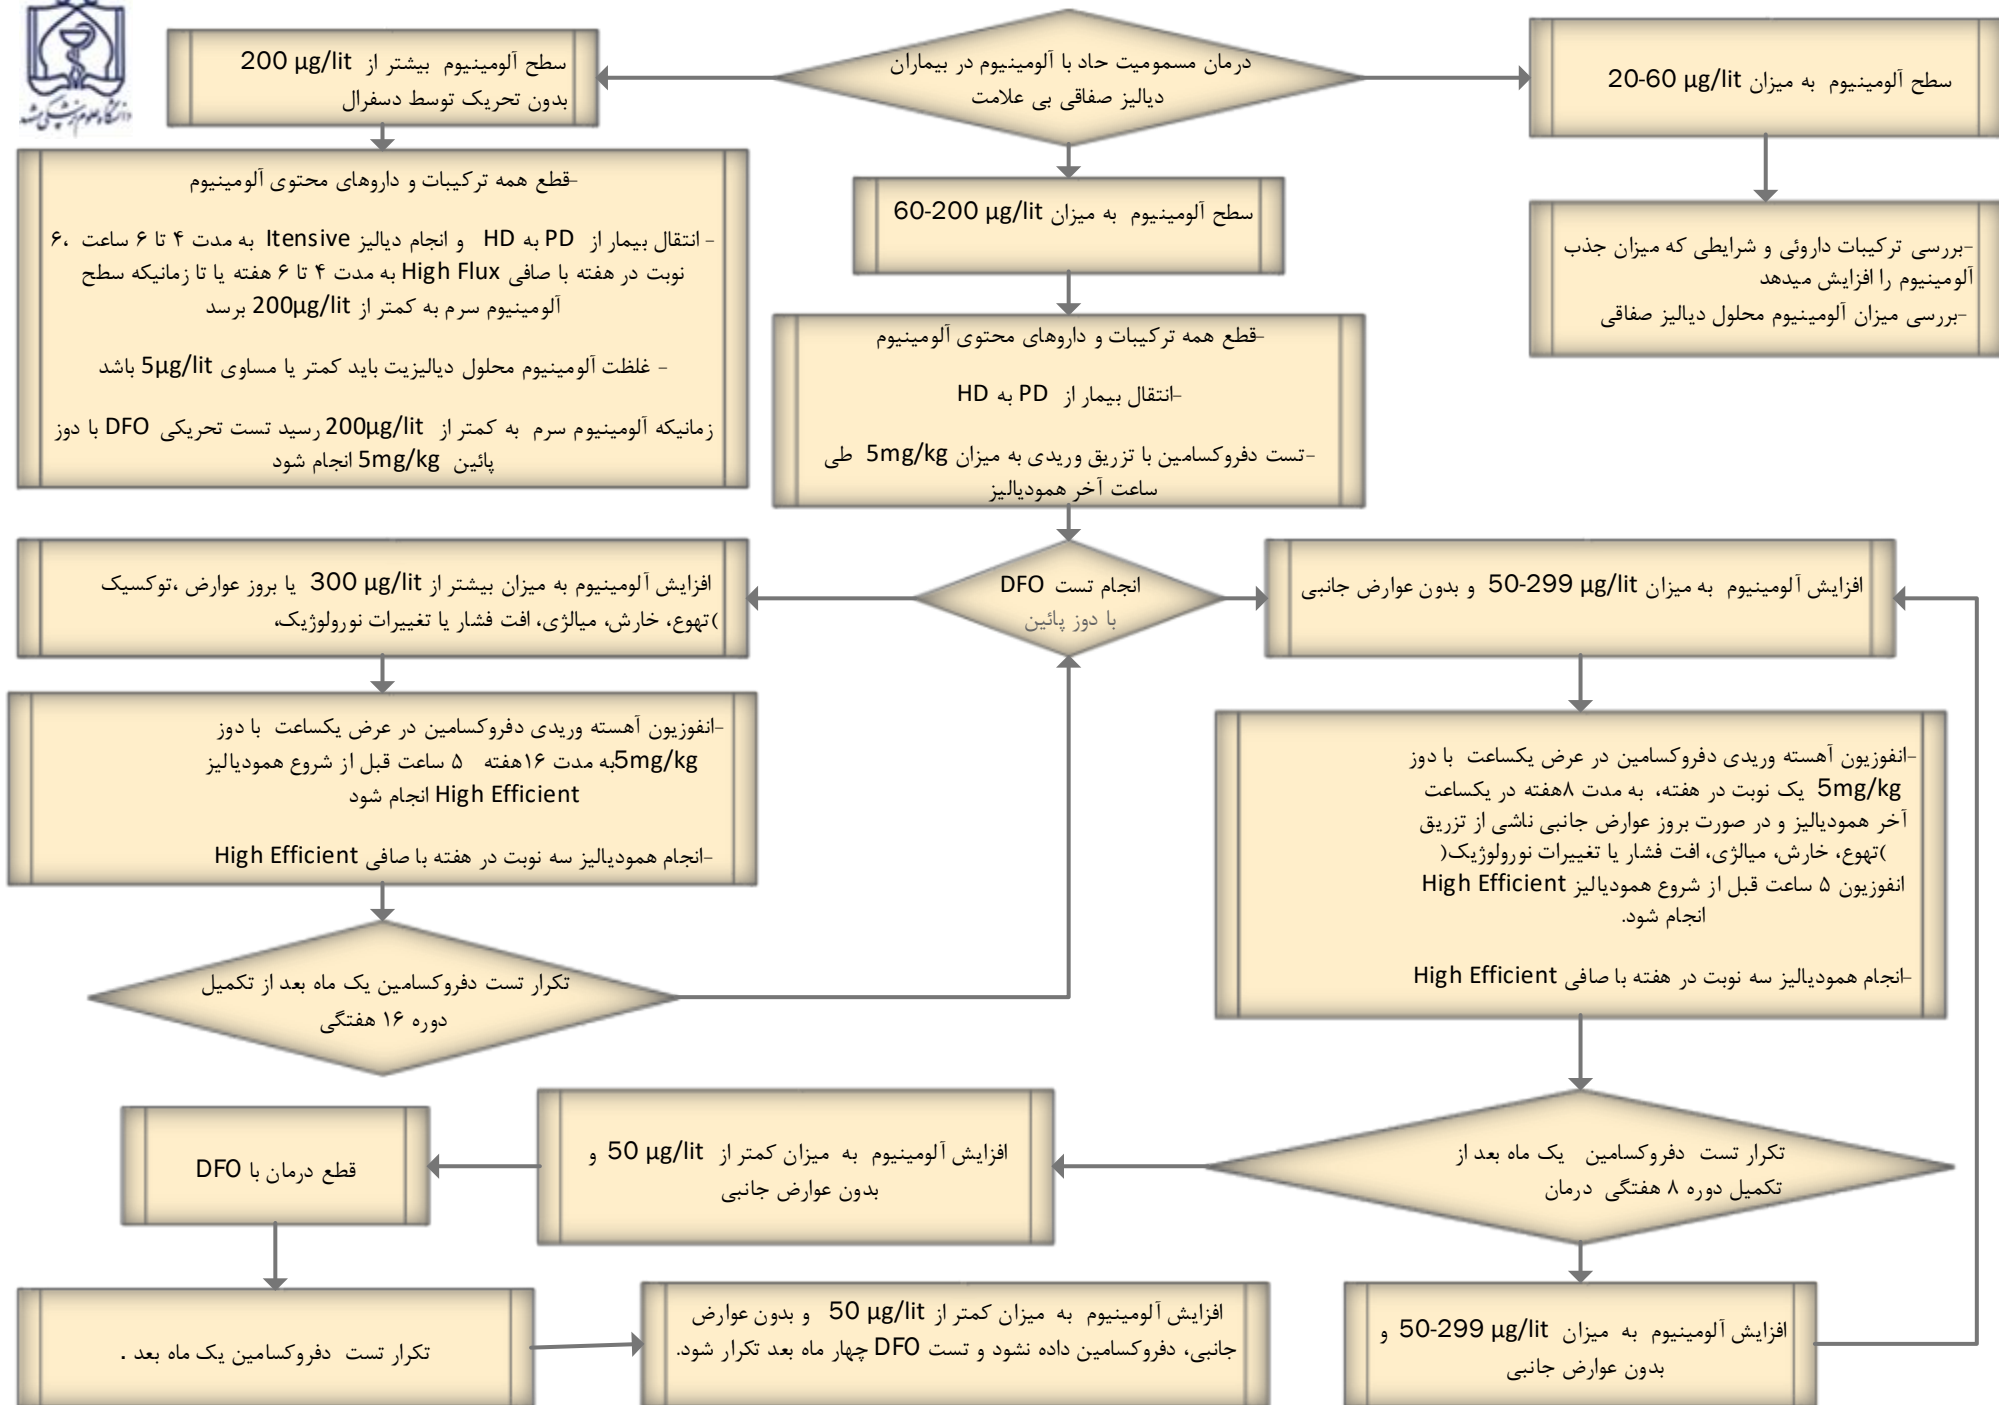 دانشگاه علوم پزشکی مشهد
درمان مسمومیت حاد با آلومینیوم در بیماران
دیالیز صفاقی بی علامت
سطح آلومینیوم به میزان 20-60 µg/lit
-بررسی ترکیبات داروئی و شرایطی که میزان جذب
آلومینیوم را افزایش میدهد
-بررسی میزان آلومینیوم محلول دیالیز صفاقی
سطح آلومینیوم به میزان 60-200 µg/lit
-قطع همه ترکیبات و داروهای محتوی آلومینیوم
-انتقال بیمار از PD به HD
-تست دفروکسامین با تزریق وریدی به میزان 5mg/kg طی
ساعت آخر همودیالیز
سطح آلومینیوم بیشتر از 200 µg/lit
بدون تحریک توسط دسفرال
-قطع همه ترکیبات و داروهای محتوی آلومینیوم
- انتقال بیمار از PD به HD و انجام دیالیز Itensive به مدت ۴ تا ۶ ساعت ،۶
نوبت در هفته با صافی High Flux به مدت ۴ تا ۶ هفته یا تا زمانیکه سطح
آلومینیوم سرم به کمتر از 200µg/lit برسد
- غلظت آلومینیوم محلول دیالیزیت باید کمتر یا مساوی 5µg/lit باشد
زمانیکه آلومینیوم سرم به کمتر از 200µg/lit رسید تست تحریکی DFO با دوز
پائین 5mg/kg انجام شود
انجام تست DFO
با دوز پائین
افزایش آلومینیوم به میزان 50-299 µg/lit و بدون عوارض جانبی
افزایش آلومینیوم به میزان بیشتر از 300 µg/lit یا بروز عوارض ،توکسیک
)تهوع، خارش، میالژی، افت فشار یا تغییرات نورولوژیک،
-انفوزیون آهسته وریدی دفروکسامین در عرض یکساعت با دوز
5mg/kgبه مدت ۱۶هفته ۵ ساعت قبل از شروع همودیالیز
High Efficient انجام شود
-انجام همودیالیز سه نوبت در هفته با صافی High Efficient
-انفوزیون آهسته وریدی دفروکسامین در عرض یکساعت با دوز
5mg/kg یک نوبت در هفته، به مدت ۸هفته در یکساعت
آخر همودیالیز و در صورت بروز عوارض جانبی ناشی از تزریق
)تهوع، خارش، میالژی، افت فشار یا تغییرات نورولوژیک(
انفوزیون ۵ ساعت قبل از شروع همودیالیز High Efficient
انجام شود.
-انجام همودیالیز سه نوبت در هفته با صافی High Efficient
تکرار تست دفروکسامین یک ماه بعد از تکمیل
دوره ۱۶ هفتگی
تکرار تست دفروکسامین یک ماه بعد از
تکمیل دوره ۸ هفتگی درمان
افزایش آلومینیوم به میزان کمتر از 50 µg/lit و
بدون عوارض جانبی
قطع درمان با DFO
افزایش آلومینیوم به میزان 50-299 µg/lit و
بدون عوارض جانبی
افزایش آلومینیوم به میزان کمتر از 50 µg/lit و بدون عوارض
جانبی، دفروکسامین داده نشود و تست DFO چهار ماه بعد تکرار شود.
تکرار تست دفروکسامین یک ماه بعد .